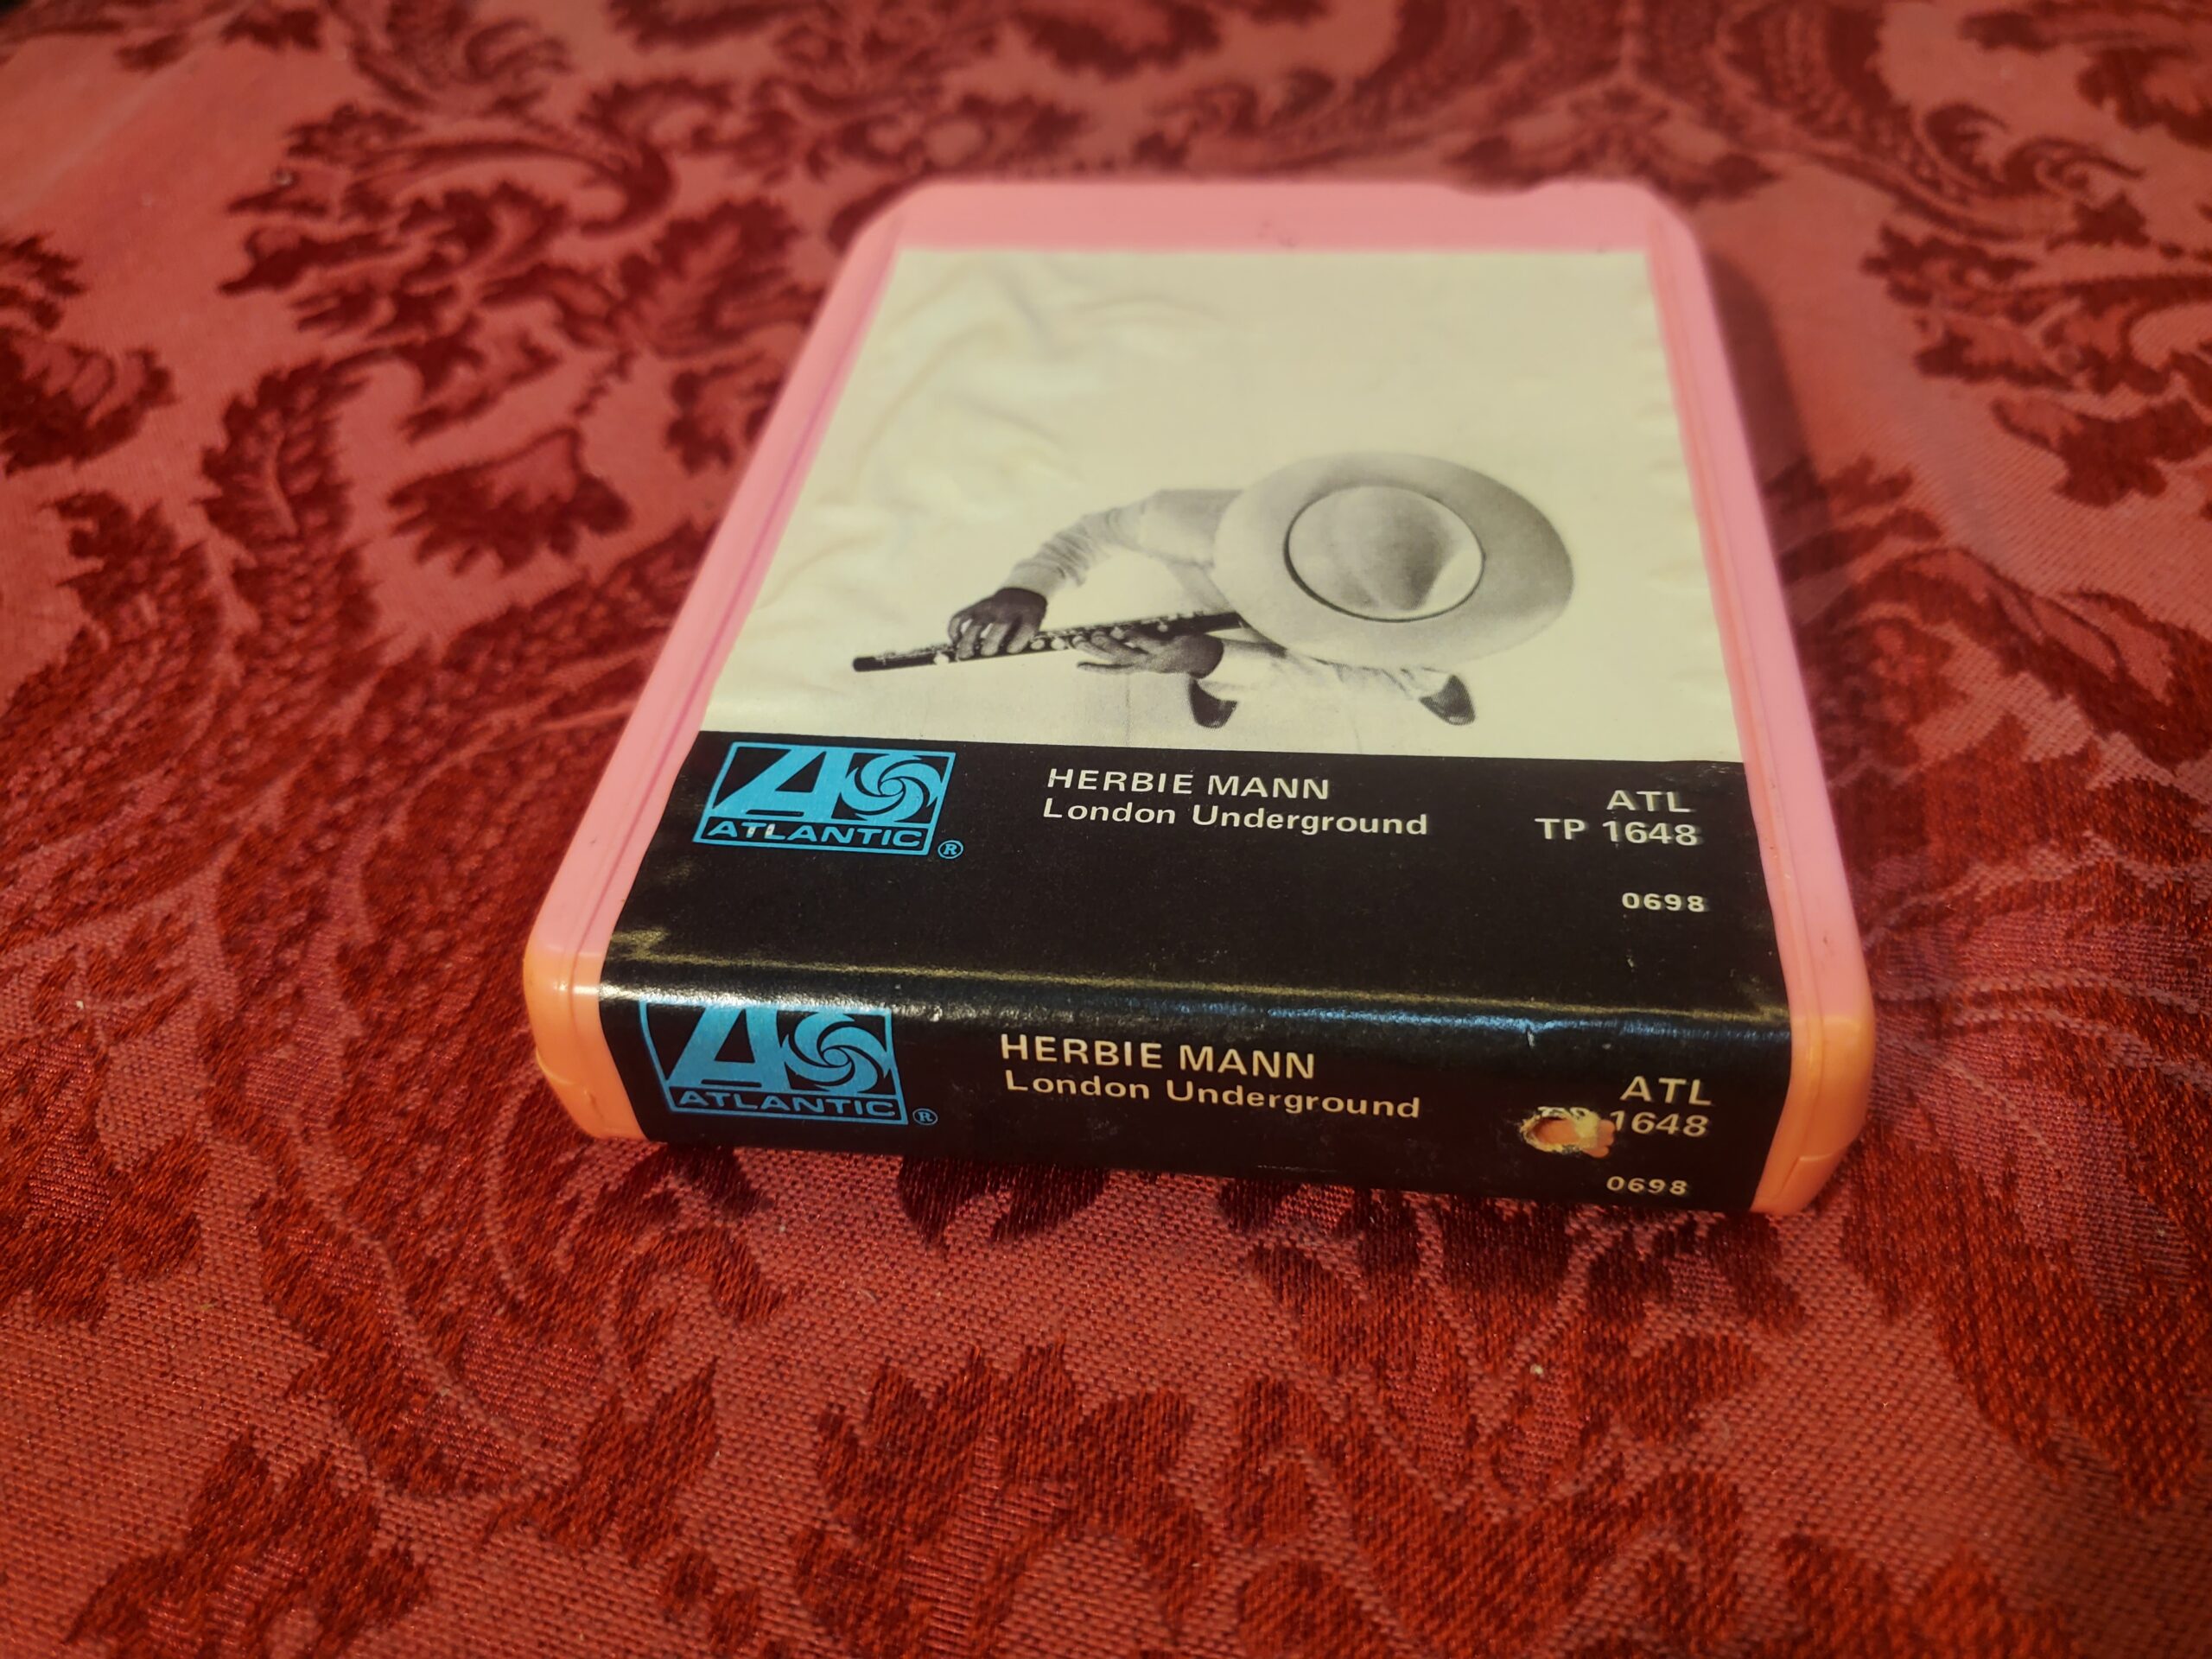 ATLANTIC ®
HERBIE MANN
London Underground
ATL
TP 1648
0698
ATLANTIC ®
HERBIE MANN
London Underground
ATL
1648
0698